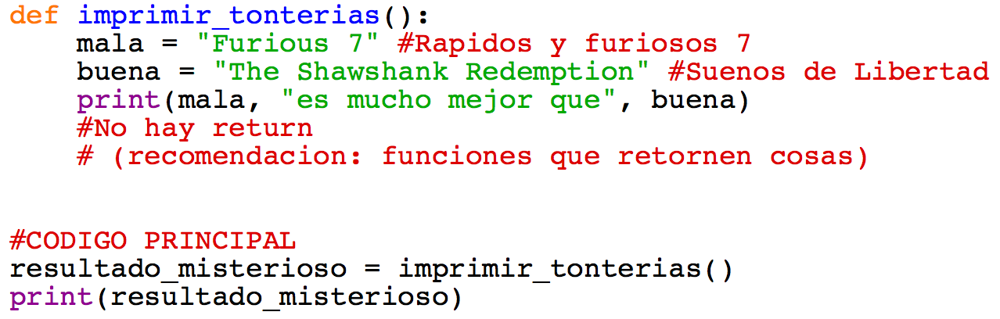 def imprimir_tonterias():
    mala = "Furious 7" #Rapidos y furiosos 7
    buena = "The Shawshank Redemption" #Suenos de Libertad
    print(mala, "es mucho mejor que", buena)
    #No hay return
    # (recomendacion: funciones que retornen cosas)
#CODIGO PRINCIPAL
resultado_misterioso = imprimir_tonterias()
print(resultado_misterioso)